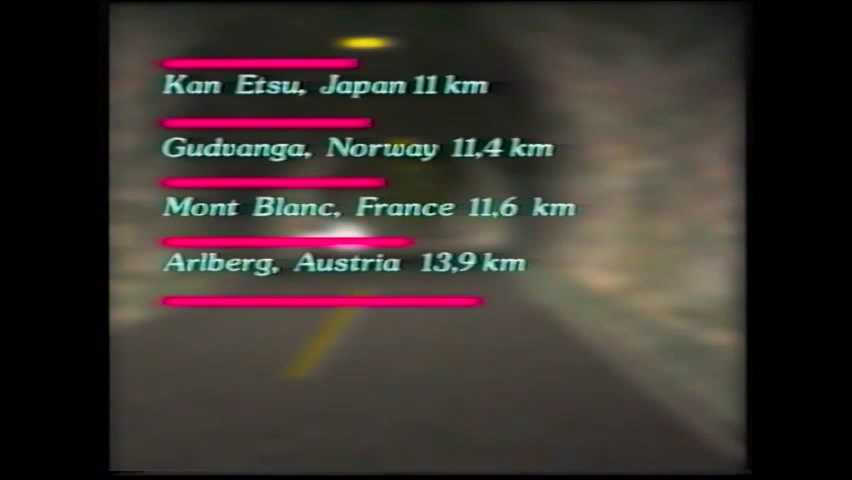 Kan Etsu, Japan 11 km
Gudvanga, Norway 11,4 km
Mont Blanc, France 11,6 km
Arlberg, Austria 13,9 km